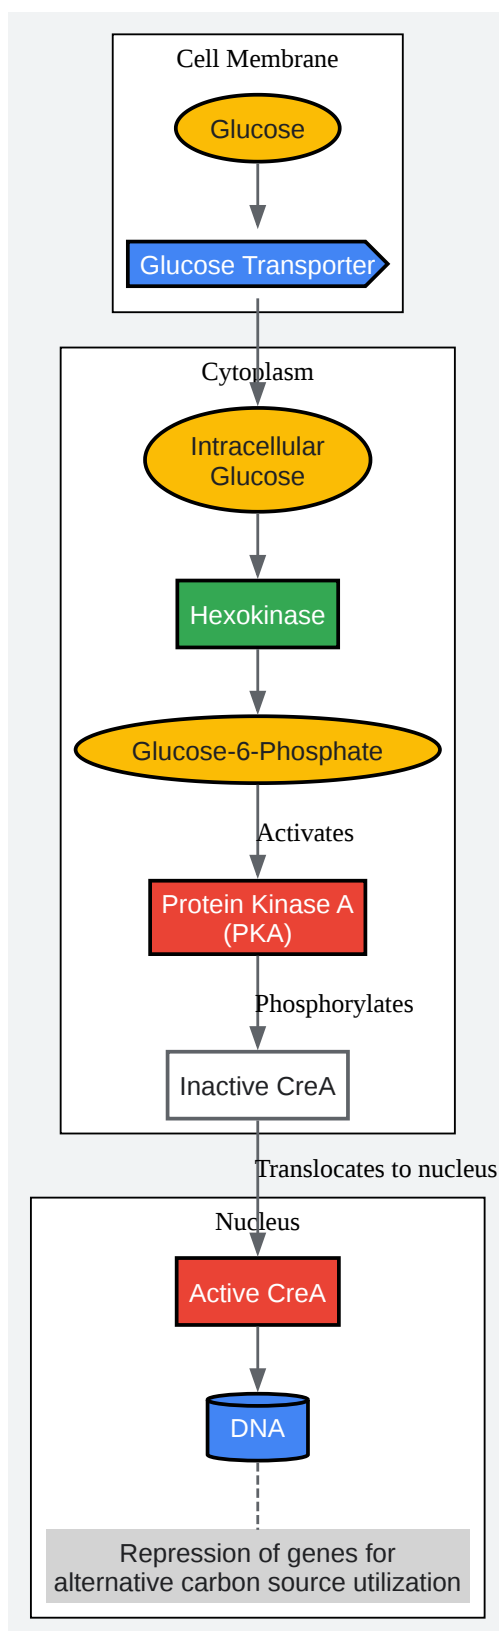 Cell Membrane
Glucose
Glucose Transporter
Cytoplasm
Intracellular
Glucose
Hexokinase
Glucose-6-Phosphate
Activates
Protein Kinase A
(PKA)
Phosphorylates
Inactive CreA
Translocates to nucleus
Nucleus
Active CreA
DNA
Repression of genes for
alternative carbon source utilization